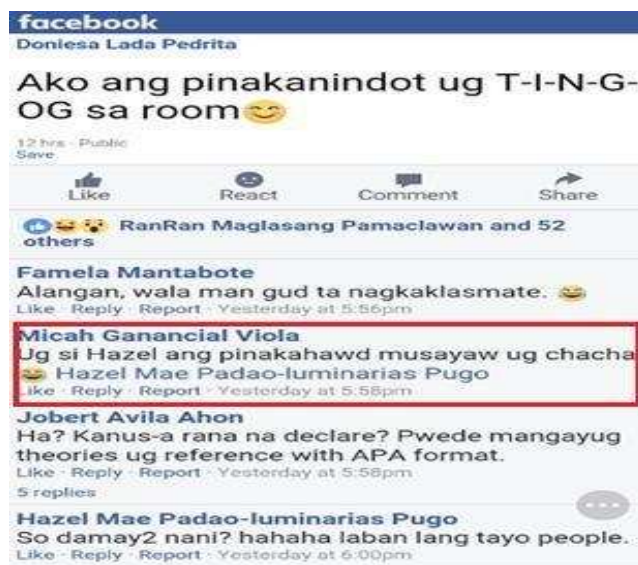 facebook
Doniesa Lada Pedrita
Ako ang pinakanindot ug T-I-N-G-
OG sa room😊
12 hrs · Public
Save
Like React Comment Share
RanRan Maglasang Pamaclawan and 52
others
Famela Mantabote
Alangan, wala man gud ta nagkaklasmate. 😂
Like · Reply · Report · Yesterday at 5:56pm
MicahGanancial Viola
Ug si Hazel ang pinakahawd musayaw ug chacha
😂 Hazel Mae Padao-luminarias Pugo
Like · Reply · Report · Yesterday at 5:58pm
Jobert Avila Ahon
Ha? Kanus-a rana na declare? Pwede mangayug
theories ug reference with APA format.
Like · Reply · Report · Yesterday at 5:58pm
5 replies
Hazel Mae Padao-luminarias Pugo
So damay2 nani? hahaha laban lang tayo people.
Like · Reply · Report · Yesterday at 6:00pm